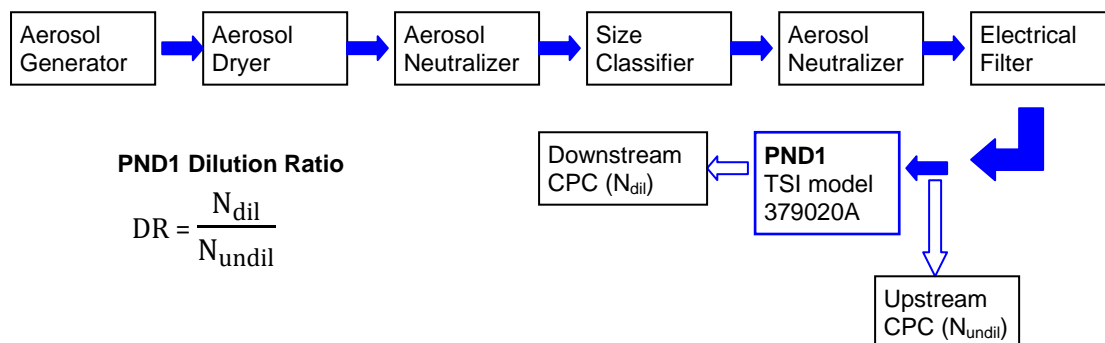 Aerosol
Generator
Aerosol
Dryer
Aerosol
Neutralizer
Size
Classifier
Aerosol
Neutralizer
Electrical
Filter
PND1 Dilution Ratio
DR = N_dil / N_undil
Downstream
CPC (N_dil)
PND1
TSI model
379020A
Upstream
CPC (N_undil)